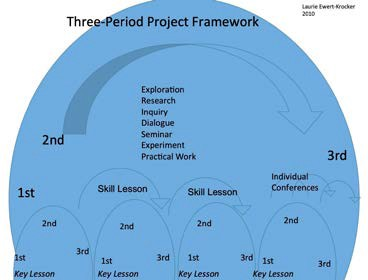 Laurie Ewert-Krocker
2010
Three-Period Project Framework
Exploration
Research
Inquiry
Dialogue
Seminar
Experiment
Practical Work
2nd
3rd
1st
Skill Lesson
Skill Lesson
Individual
Conferences
2nd
2nd
2nd
2nd
1st
3rd
1st
3rd
1st
3rd
1st
3rd
Key Lesson
Key Lesson
Key Lesson
Key Lesson